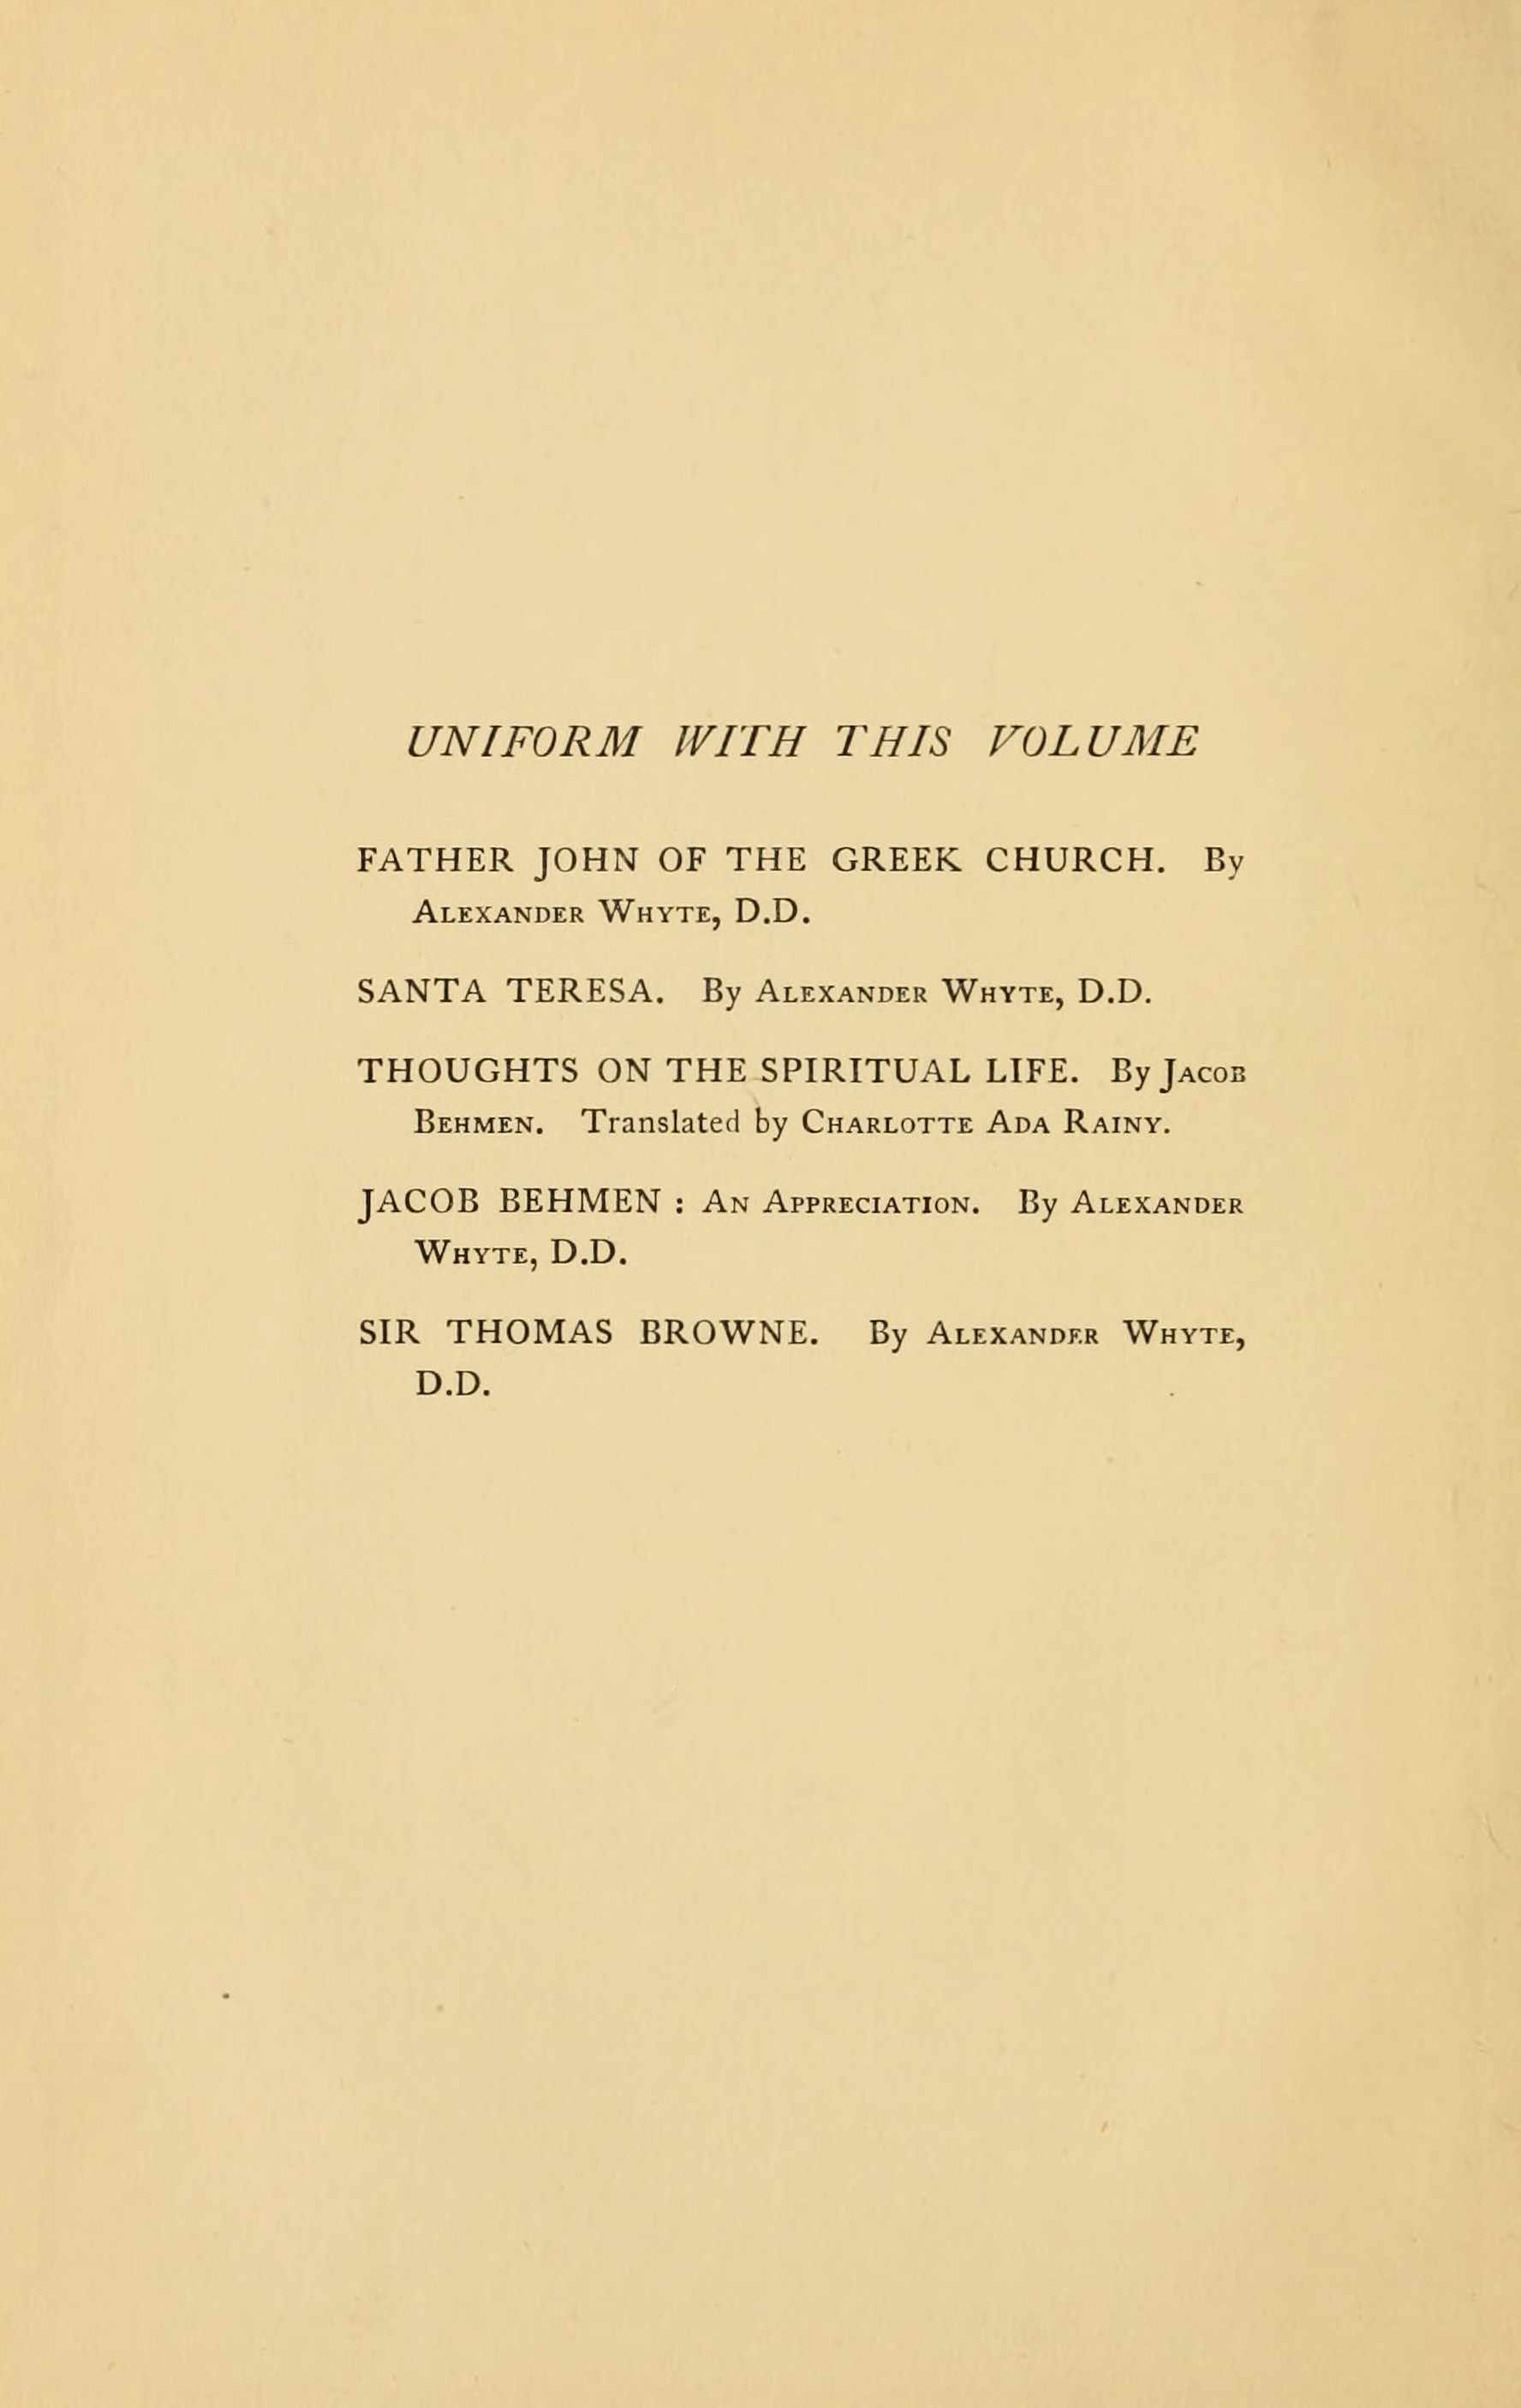 UNIFORM WITH THIS VOLUME
FATHER JOHN OF THE GREEK CHURCH. By
ALEXANDER WHYTE, D.D.
SANTA TERESA. By ALEXANDER WHYTE, D.D.
THOUGHTS ON THE SPIRITUAL LIFE. By JACOB
BEHMEN. Translated by CHARLOTTE ADA RAINY.
JACOB BEHMEN : AN APPRECIATION. By ALEXANDER
WHYTE, D.D.
SIR THOMAS BROWNE. By ALEXANDER WHYTE,
D.D.